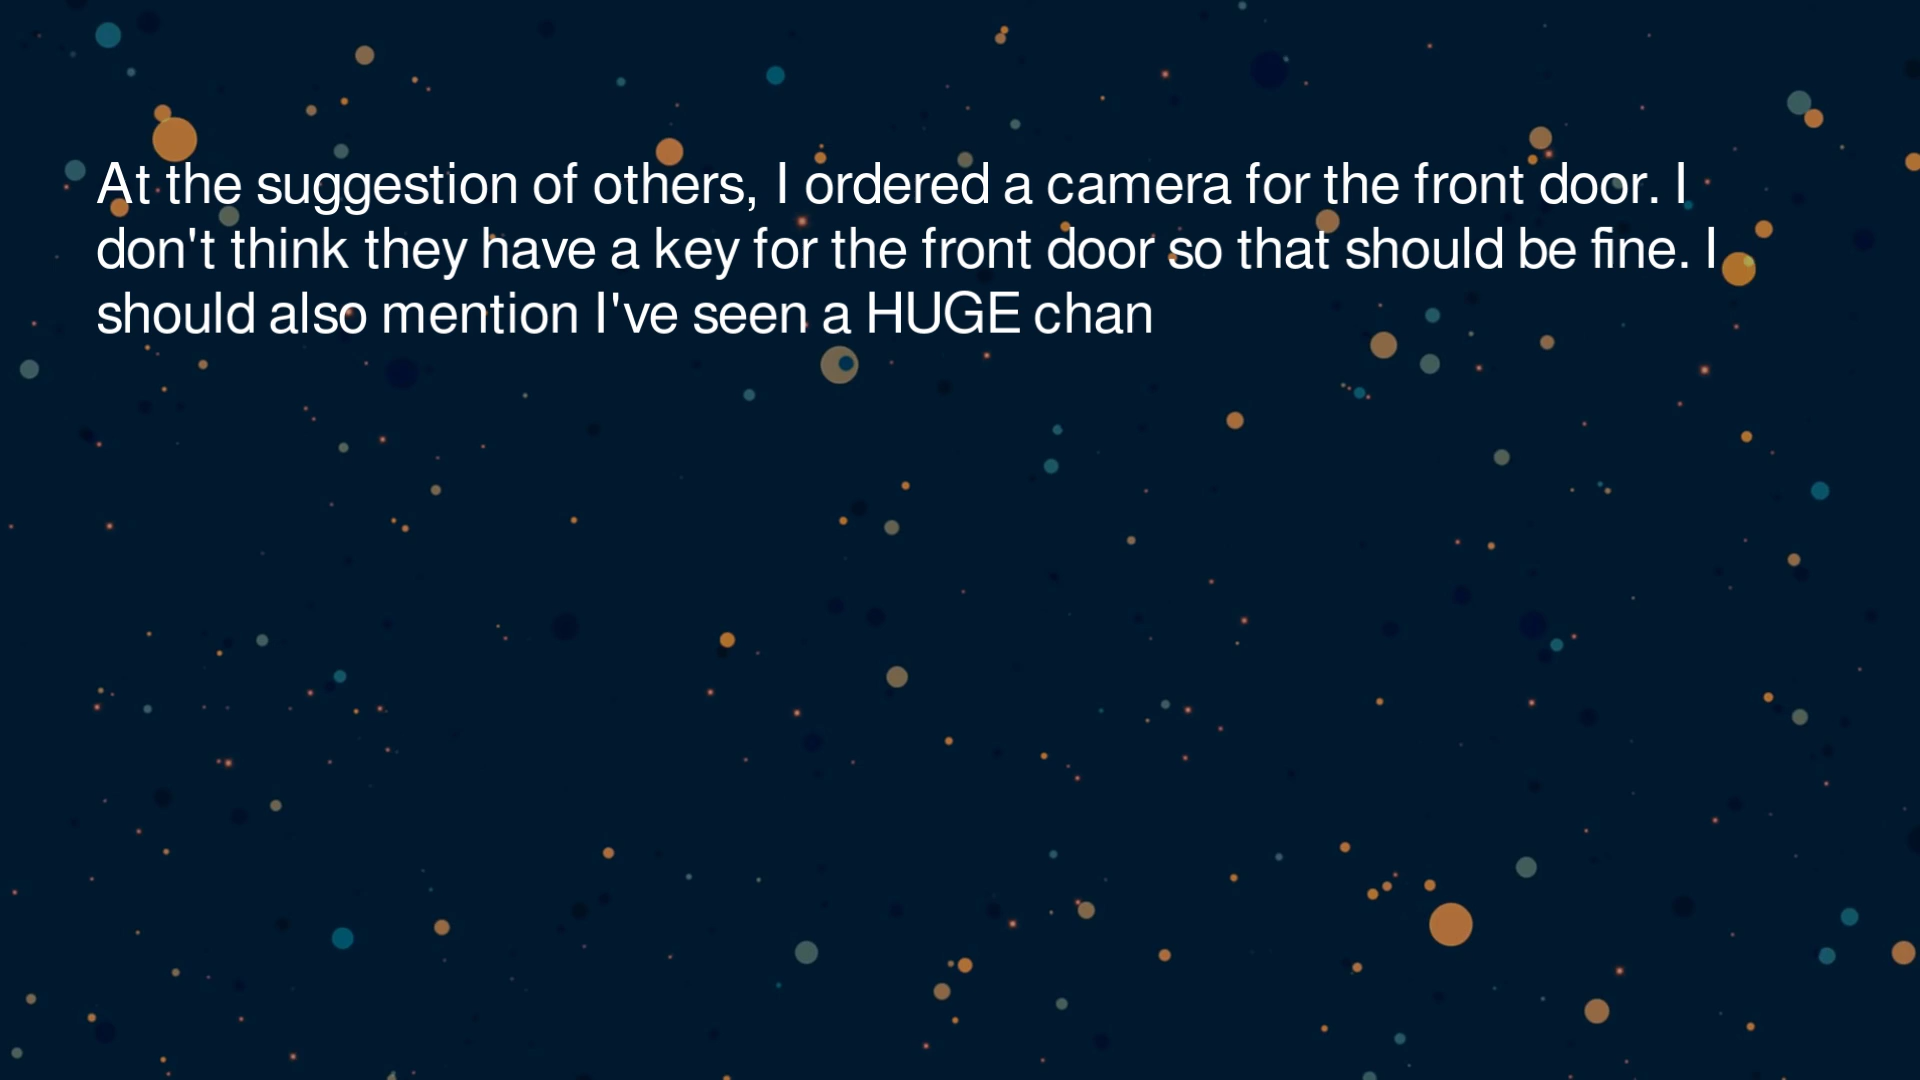 At the suggestion of others, I ordered a camera for the front door. I
don't think they have a key for the front door so that should be fine. I
should also mention I've seen a HUGE chan